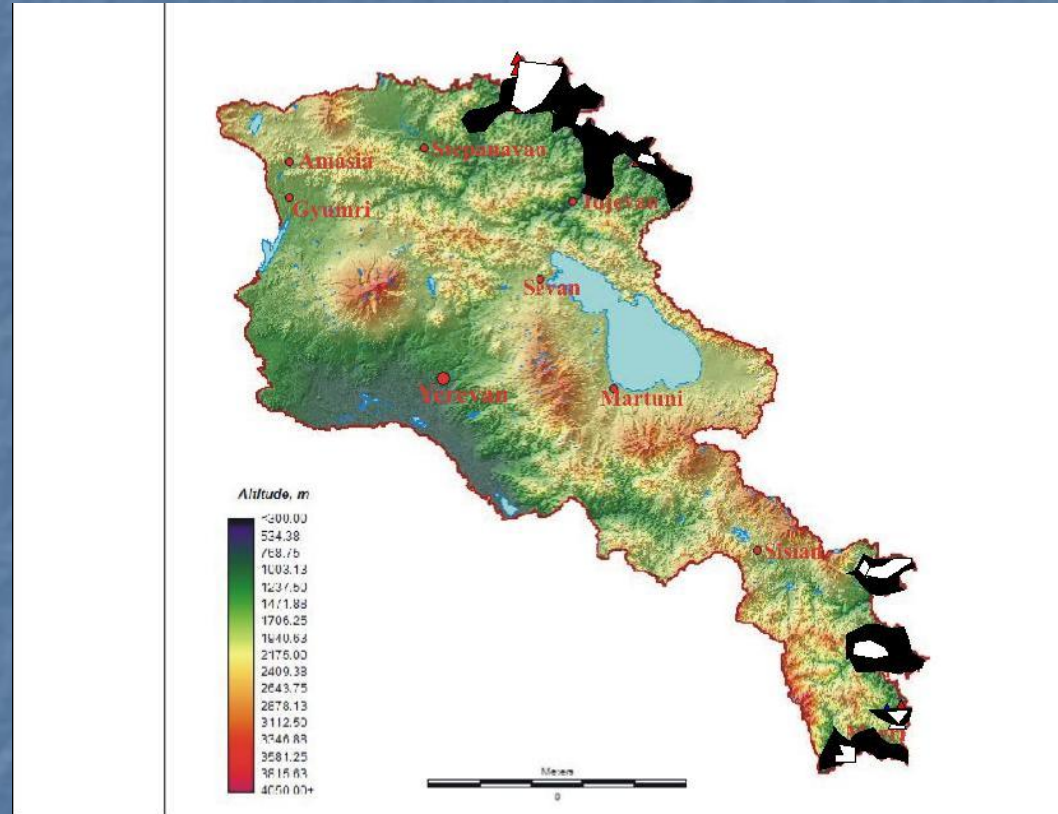 Amasia
Stepanavan
Gyumri
Idjevan
Sevan
Yerevan
Martuni
Sisian
Altitude, m
<300.00
534.38
768.75
1003.13
1237.50
1471.88
1706.25
1940.63
2175.00
2409.38
2643.75
2878.13
3112.50
3346.88
3581.25
3815.63
4050.00+
Meters
0